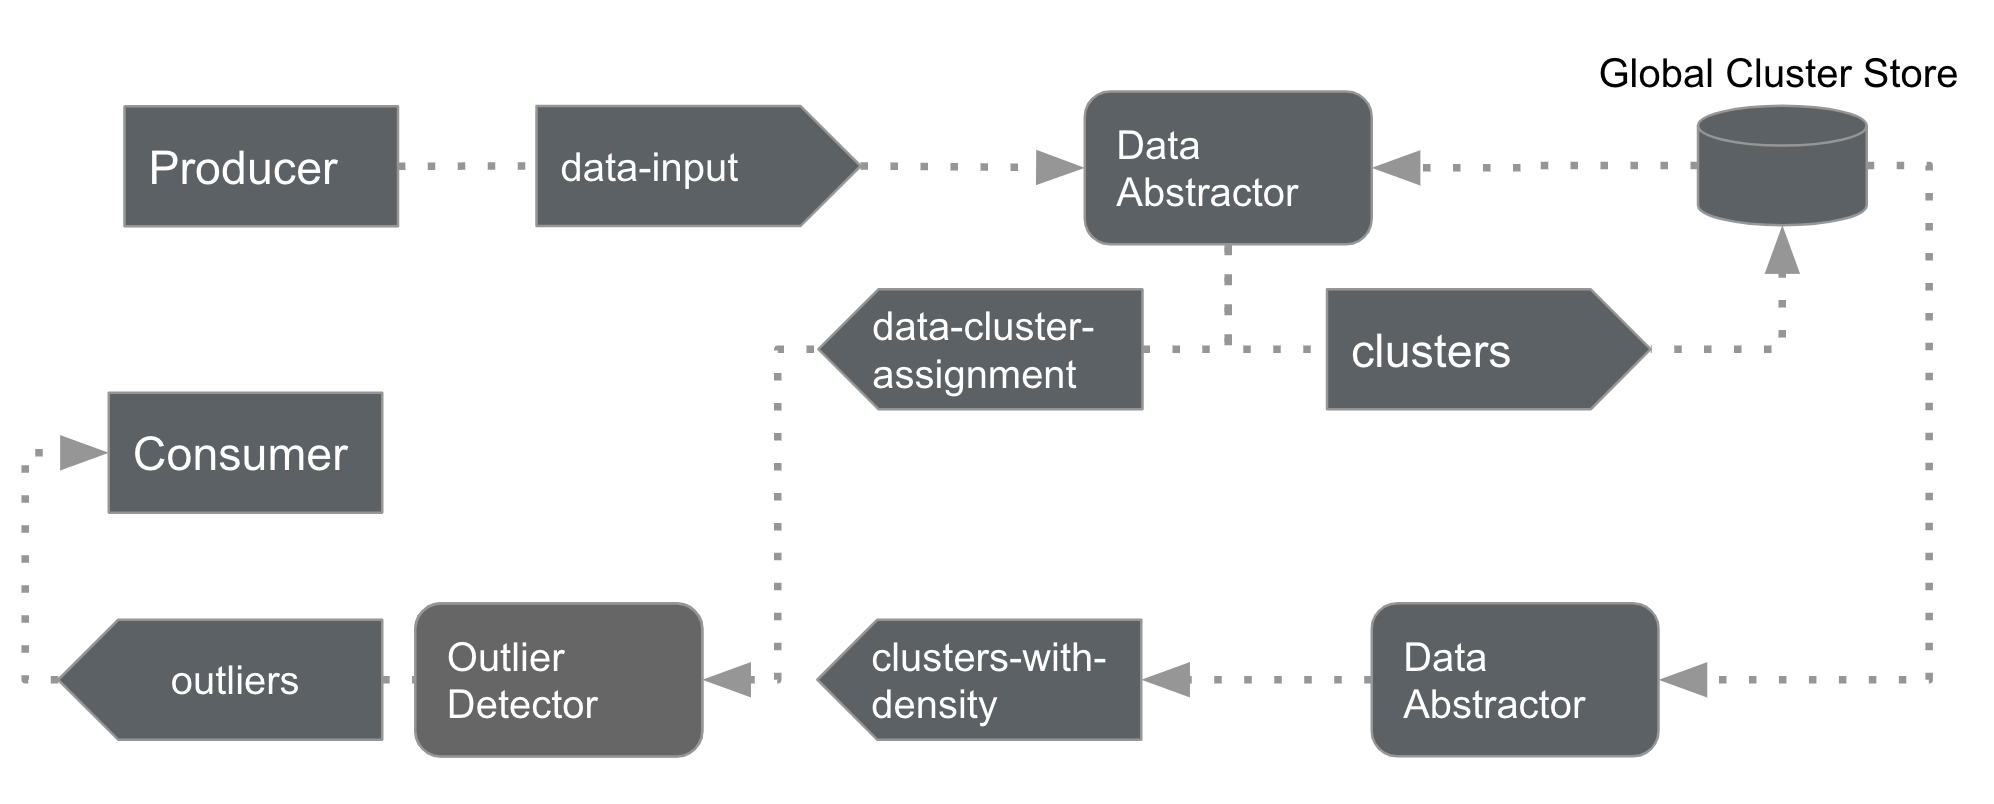 Global Cluster Store
Producer
data-input
Data
Abstractor
data-cluster-
assignment
clusters
Consumer
outliers
Outlier
Detector
clusters-with-
density
Data
Abstractor